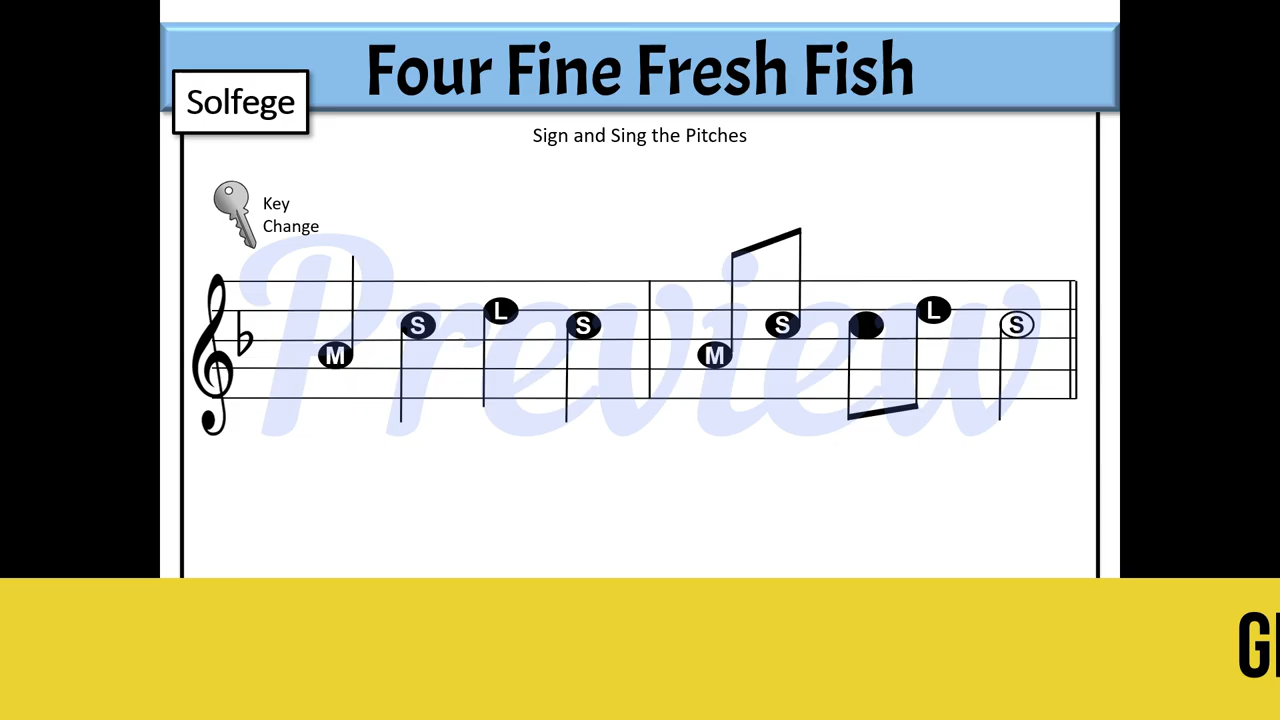 Four Fine Fresh Fish
Solfege
Sign and Sing the Pitches
Key
Change
Preview
M S L S M S L S